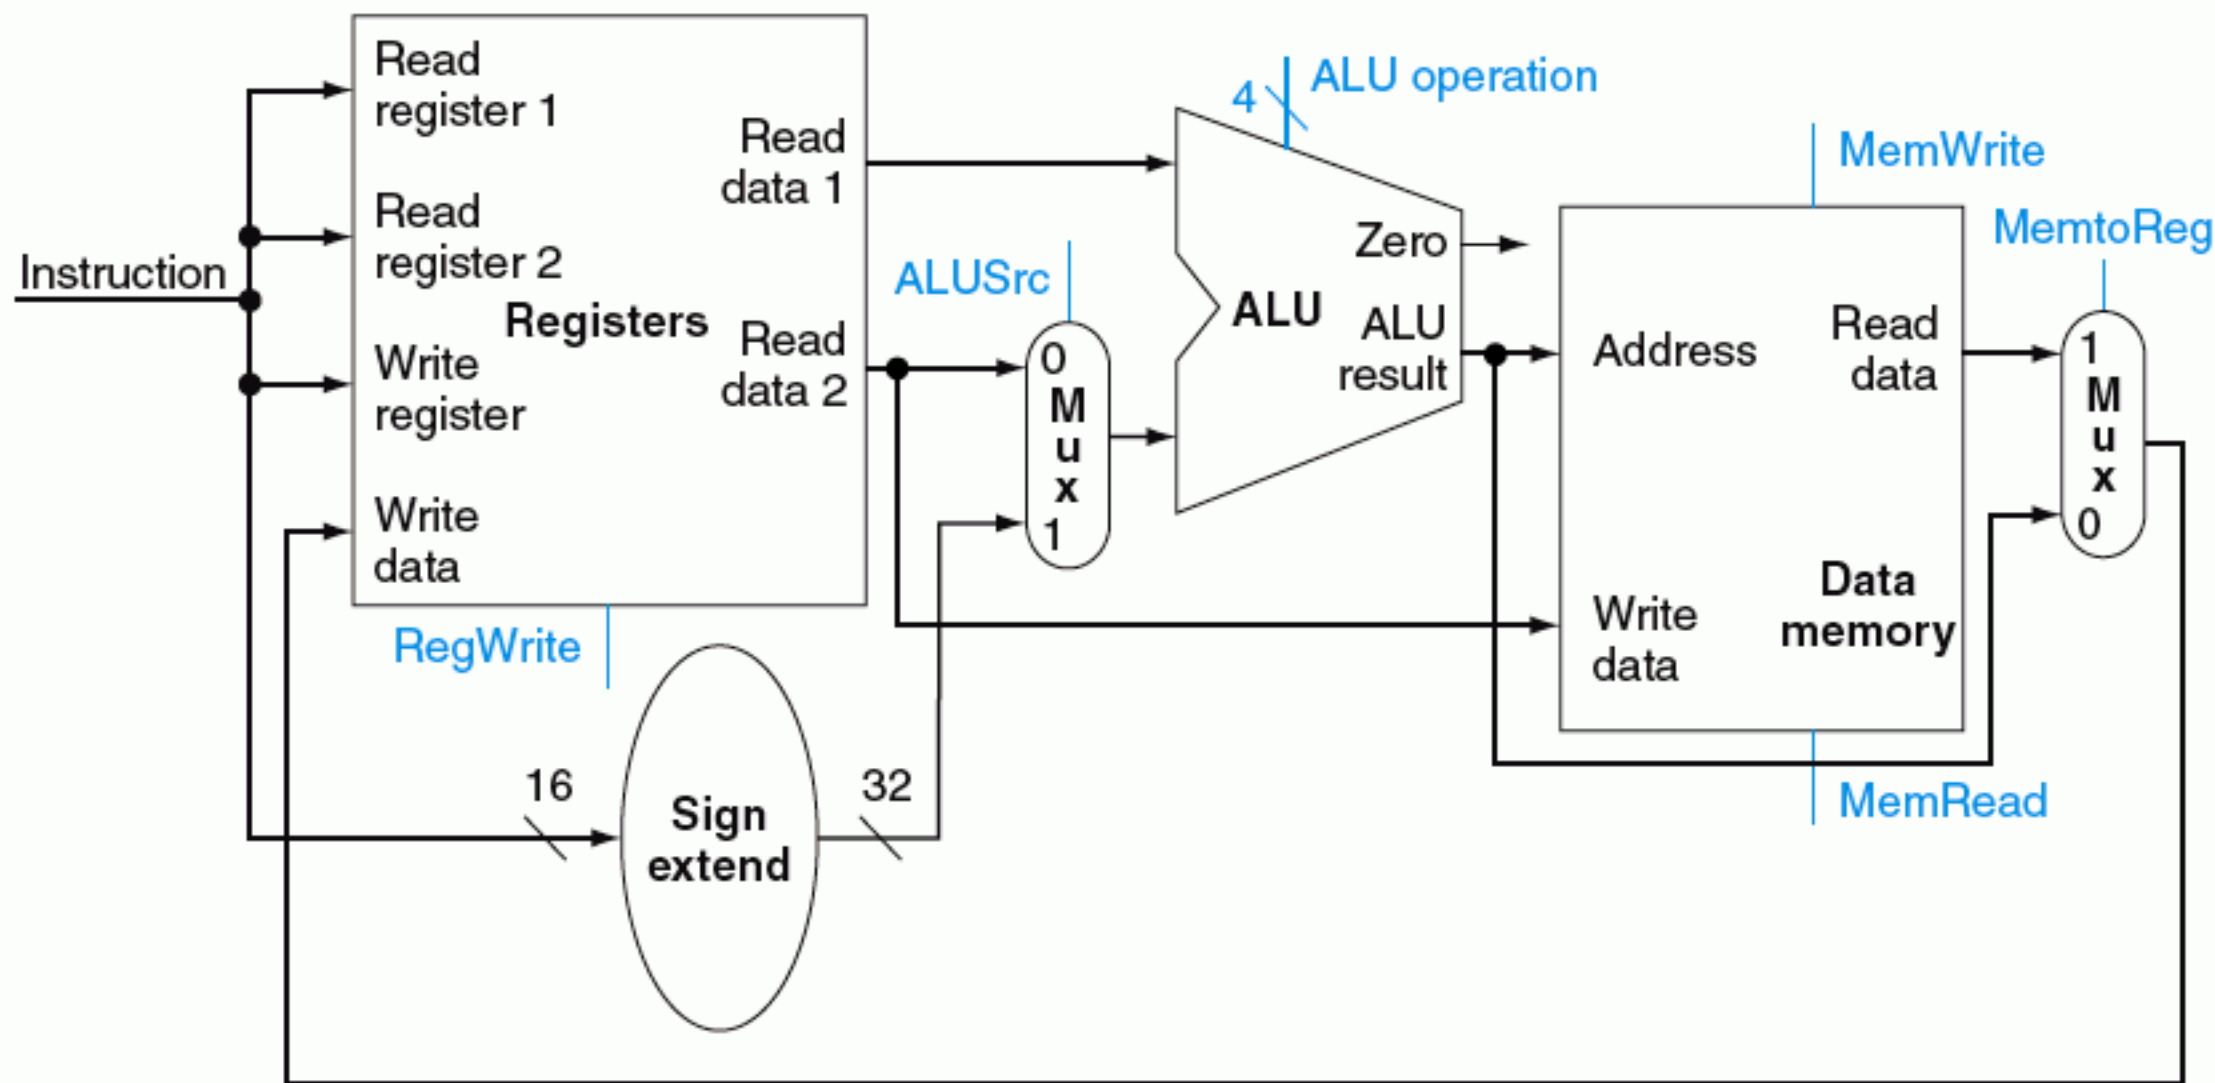 Instruction
Read
register 1
Read
register 2
Write
register
Write
data
Registers
Read
data 1
Read
data 2
RegWrite
16
Sign
extend
32
ALUSrc
0
M
u
x
1
4
ALU operation
ALU
Zero
ALU
result
MemWrite
Address
Read
data
Write
data
Data
memory
MemRead
MemtoReg
1
M
u
x
0